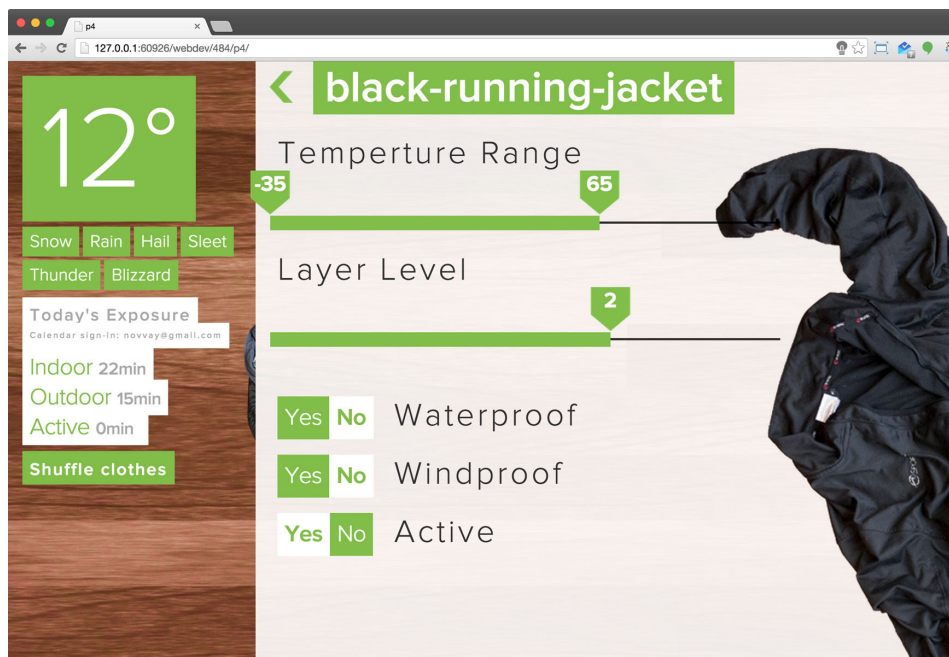 p4
127.0.0.1:60926/webdev/484/p4/
12°
Snow Rain Hail Sleet
Thunder Blizzard
Today's Exposure
Calendar sign-in: novvay@gmail.com
Indoor 22min
Outdoor 15min
Active 0min
Shuffle clothes
black-running-jacket
Temperture Range
-35 65
Layer Level
2
Yes No Waterproof
Yes No Windproof
Yes No Active